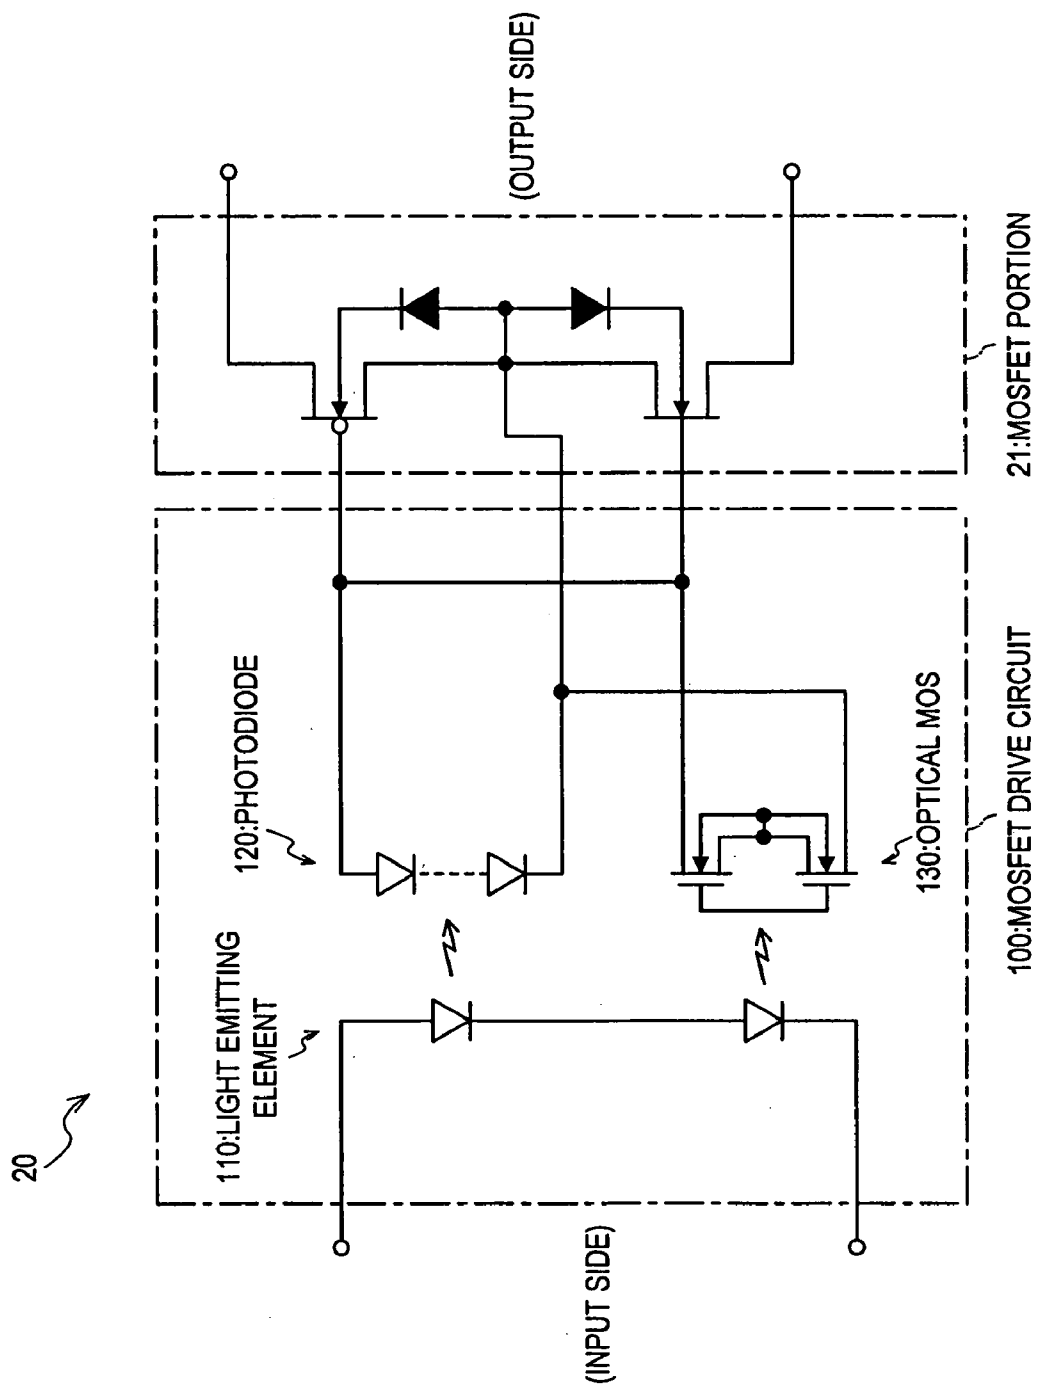 20
110:LIGHT EMITTING
ELEMENT
120:PHOTODIODE
130:OPTICAL MOS
(INPUT SIDE)
(OUTPUT SIDE)
100:MOSFET DRIVE CIRCUIT
21:MOSFET PORTION